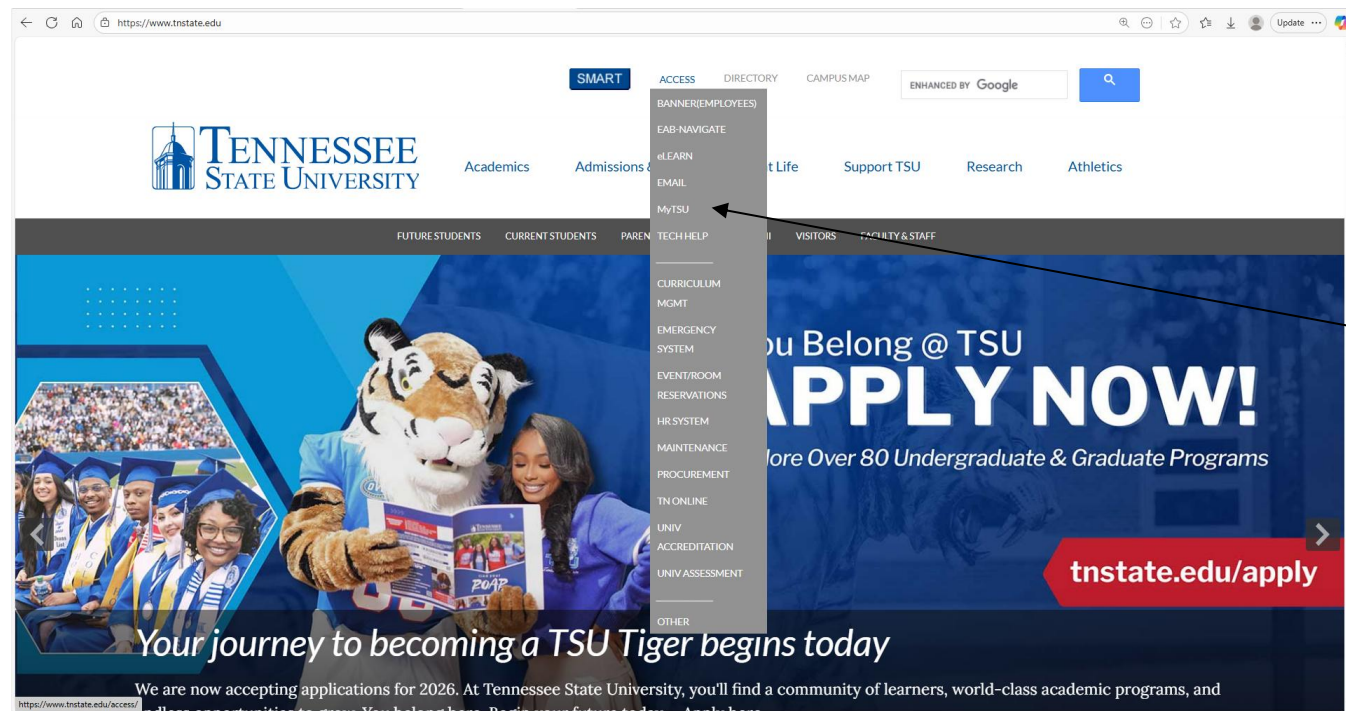 https://www.tnstate.edu
Update
SMART
ACCESS
DIRECTORY
CAMPUS MAP
ENHANCED BY Google
TENNESSEE
STATE UNIVERSITY
Academics
Admissions &
t Life
Support TSU
Research
Athletics
BANNER(EMPLOYEES)
EAB-NAVIGATE
eLEARN
EMAIL
MyTSU
TECH HELP
CURRICULUM
MGMT
EMERGENCY
SYSTEM
EVENT/ROOM
RESERVATIONS
HR SYSTEM
MAINTENANCE
PROCUREMENT
TN ONLINE
UNIV
ACCREDITATION
UNIV ASSESSMENT
OTHER
FUTURE STUDENTS
CURRENT STUDENTS
PAREN
VISITORS
FACULTY & STAFF
ou Belong @ TSU
APPLY NOW!
lore Over 80 Undergraduate & Graduate Programs
tnstate.edu/apply
ROAR
Your journey to becoming a TSU Tiger begins today
We are now accepting applications for 2026. At Tennessee State University, you'll find a community of learners, world-class academic programs, and
https://www.tnstate.edu/access/